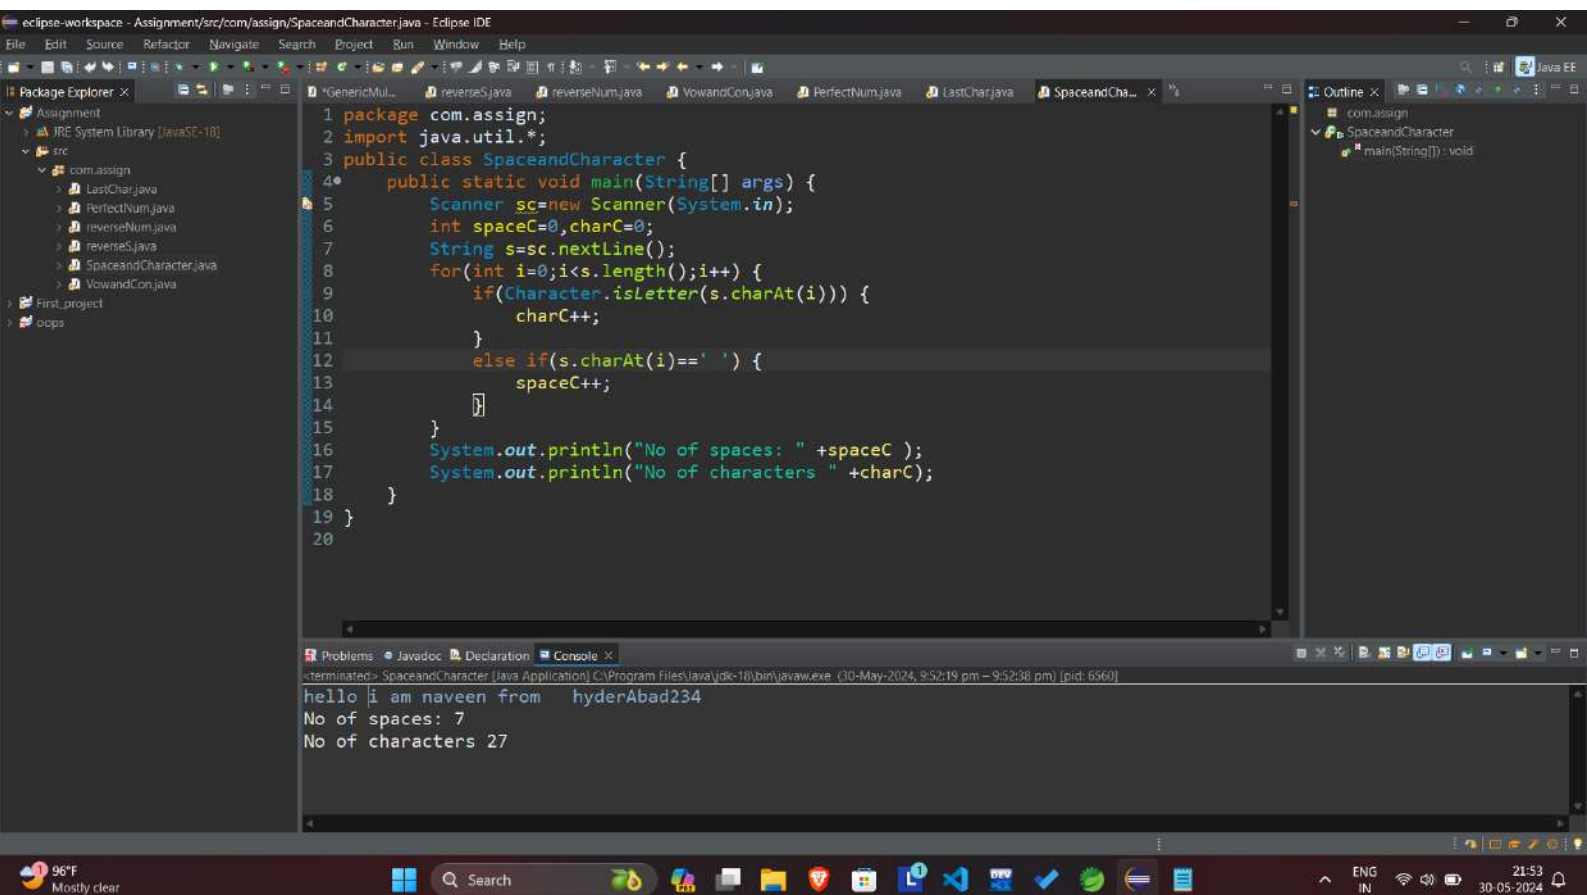 eclipse-workspace - Assignment/src/com/assign/SpaceandCharacter.java - Eclipse IDE
File Edit Source Refactor Navigate Search Project Run Window Help
Java EE
Package Explorer
Assignment
JRE System Library [JavaSE-18]
src
com.assign
LastChar.java
PerfectNum.java
reverseNum.java
reverseS.java
SpaceandCharacter.java
VowandCon.java
First_project
oops
*GenericMul... reverseS.java reverseNum.java VowandCon.java PerfectNum.java LastChar.java SpaceandCha...
1 package com.assign;
2 import java.util.*;
3 public class SpaceandCharacter {
4 public static void main(String[] args) {
5 Scanner sc=new Scanner(System.in);
6 int spaceC=0,charC=0;
7 String s=sc.nextLine();
8 for(int i=0;i<s.length();i++) {
9 if(Character.isLetter(s.charAt(i))) {
10 charC++;
11 }
12 else if(s.charAt(i)==' ') {
13 spaceC++;
14 }
15 }
16 System.out.println("No of spaces: " +spaceC );
17 System.out.println("No of characters " +charC);
18 }
19 }
20
Outline
com.assign
SpaceandCharacter
main(String[]) : void
Problems Javadoc Declaration Console
<terminated> SpaceandCharacter [Java Application] C:\Program Files\Java\jdk-18\bin\javaw.exe (30-May-2024, 9:52:19 pm – 9:52:38 pm) [pid: 6560]
hello i am naveen from   hyderAbad234
No of spaces: 7
No of characters 27
1
96°F
Mostly clear
Search
PRE
1
DEV
ENG
IN
21:53
30-05-2024